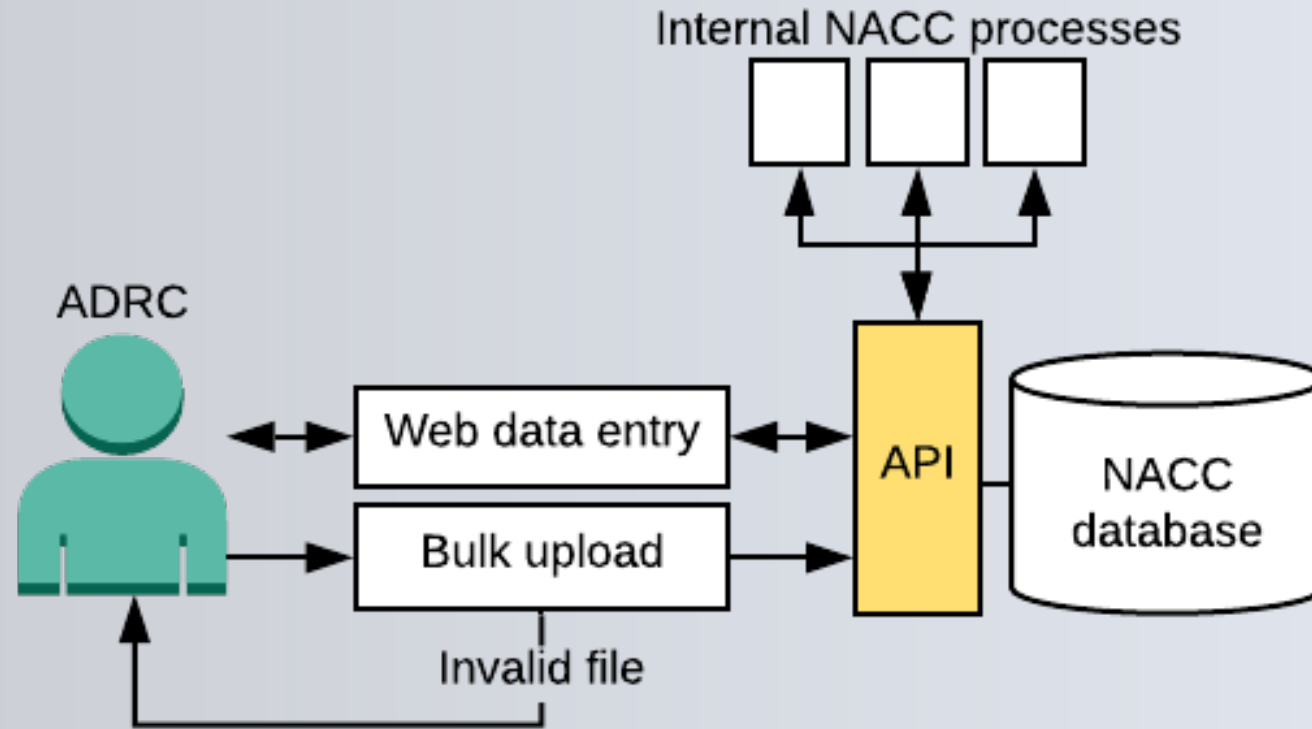 Internal NACC processes
ADRC
Web data entry
API
NACC
database
Bulk upload
Invalid file